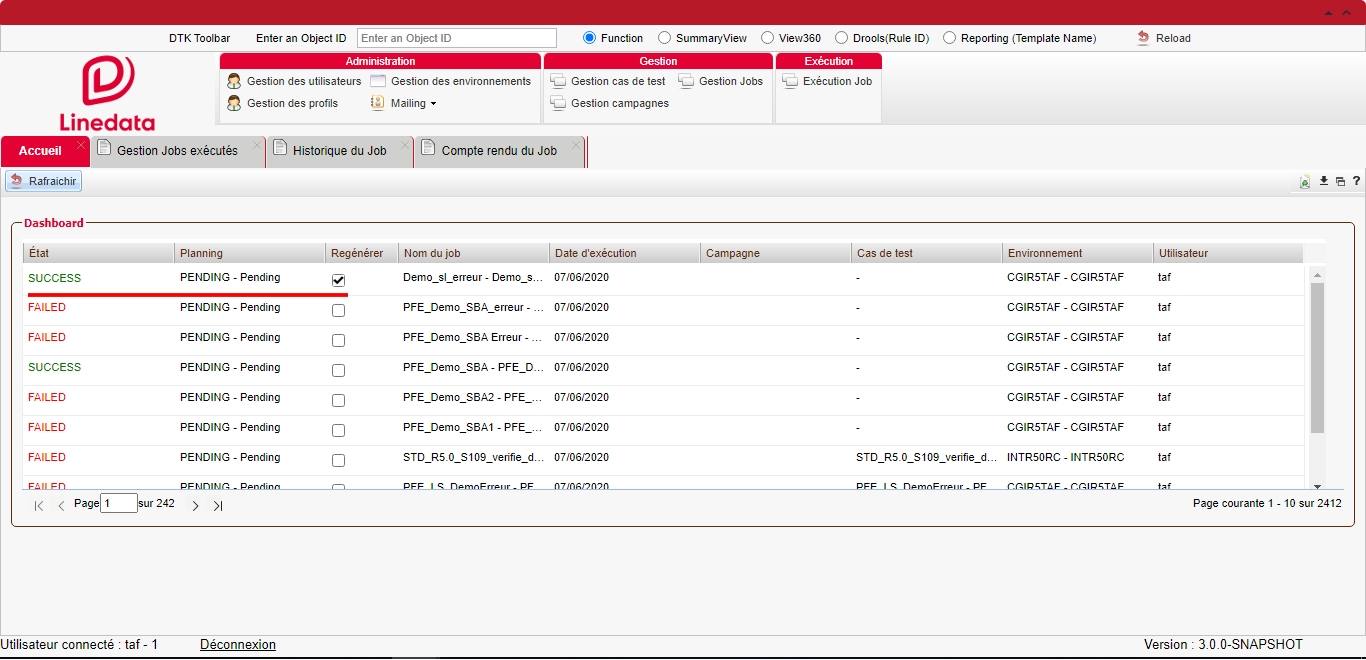 DTK Toolbar Enter an Object ID Enter an Object ID Function SummaryView View360 Drools(Rule ID) Reporting (Template Name) Reload
Linedata
Administration Gestion Exécution
Gestion des utilisateurs Gestion des environnements Gestion cas de test Gestion Jobs Exécution Job
Gestion des profils Mailing Gestion campagnes
Accueil Gestion Jobs exécutés Historique du Job Compte rendu du Job
Rafraichir ?
Dashboard
État Planning Regénérer Nom du job Date d'exécution Campagne Cas de test Environnement Utilisateur
SUCCESS PENDING - Pending Demo_sl_erreur - Demo_s... 07/06/2020 - CGIR5TAF - CGIR5TAF taf
FAILED PENDING - Pending PFE_Demo_SBA_erreur - ... 07/06/2020 - CGIR5TAF - CGIR5TAF taf
FAILED PENDING - Pending PFE_Demo_SBA Erreur - ... 07/06/2020 - CGIR5TAF - CGIR5TAF taf
SUCCESS PENDING - Pending PFE_Demo_SBA - PFE_D... 07/06/2020 - CGIR5TAF - CGIR5TAF taf
FAILED PENDING - Pending PFE_Demo_SBA2 - PFE_... 07/06/2020 - CGIR5TAF - CGIR5TAF taf
FAILED PENDING - Pending PFE_Demo_SBA1 - PFE_... 07/06/2020 - CGIR5TAF - CGIR5TAF taf
FAILED PENDING - Pending STD_R5.0_S109_verifie_d... 07/06/2020 STD_R5.0_S109_verifie_d... INTR50RC - INTR50RC taf
FAILED PENDING - Pending PFE_LS_DemoErreur - PF... 07/06/2020 PFE_LS_DemoErreur - PF... CGIR5TAF - CGIR5TAF taf
Page 1 sur 242 Page courante 1 - 10 sur 2412
Utilisateur connecté : taf - 1 Déconnexion Version : 3.0.0-SNAPSHOT